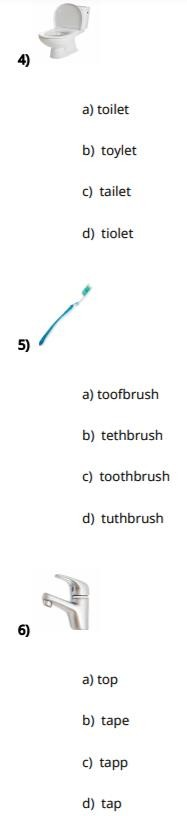 4)
a) toilet
b) toylet
c) tailet
d) tiolet
5)
a) toofbrush
b) tethbrush
c) toothbrush
d) tuthbrush
6)
a) top
b) tape
c) tapp
d) tap